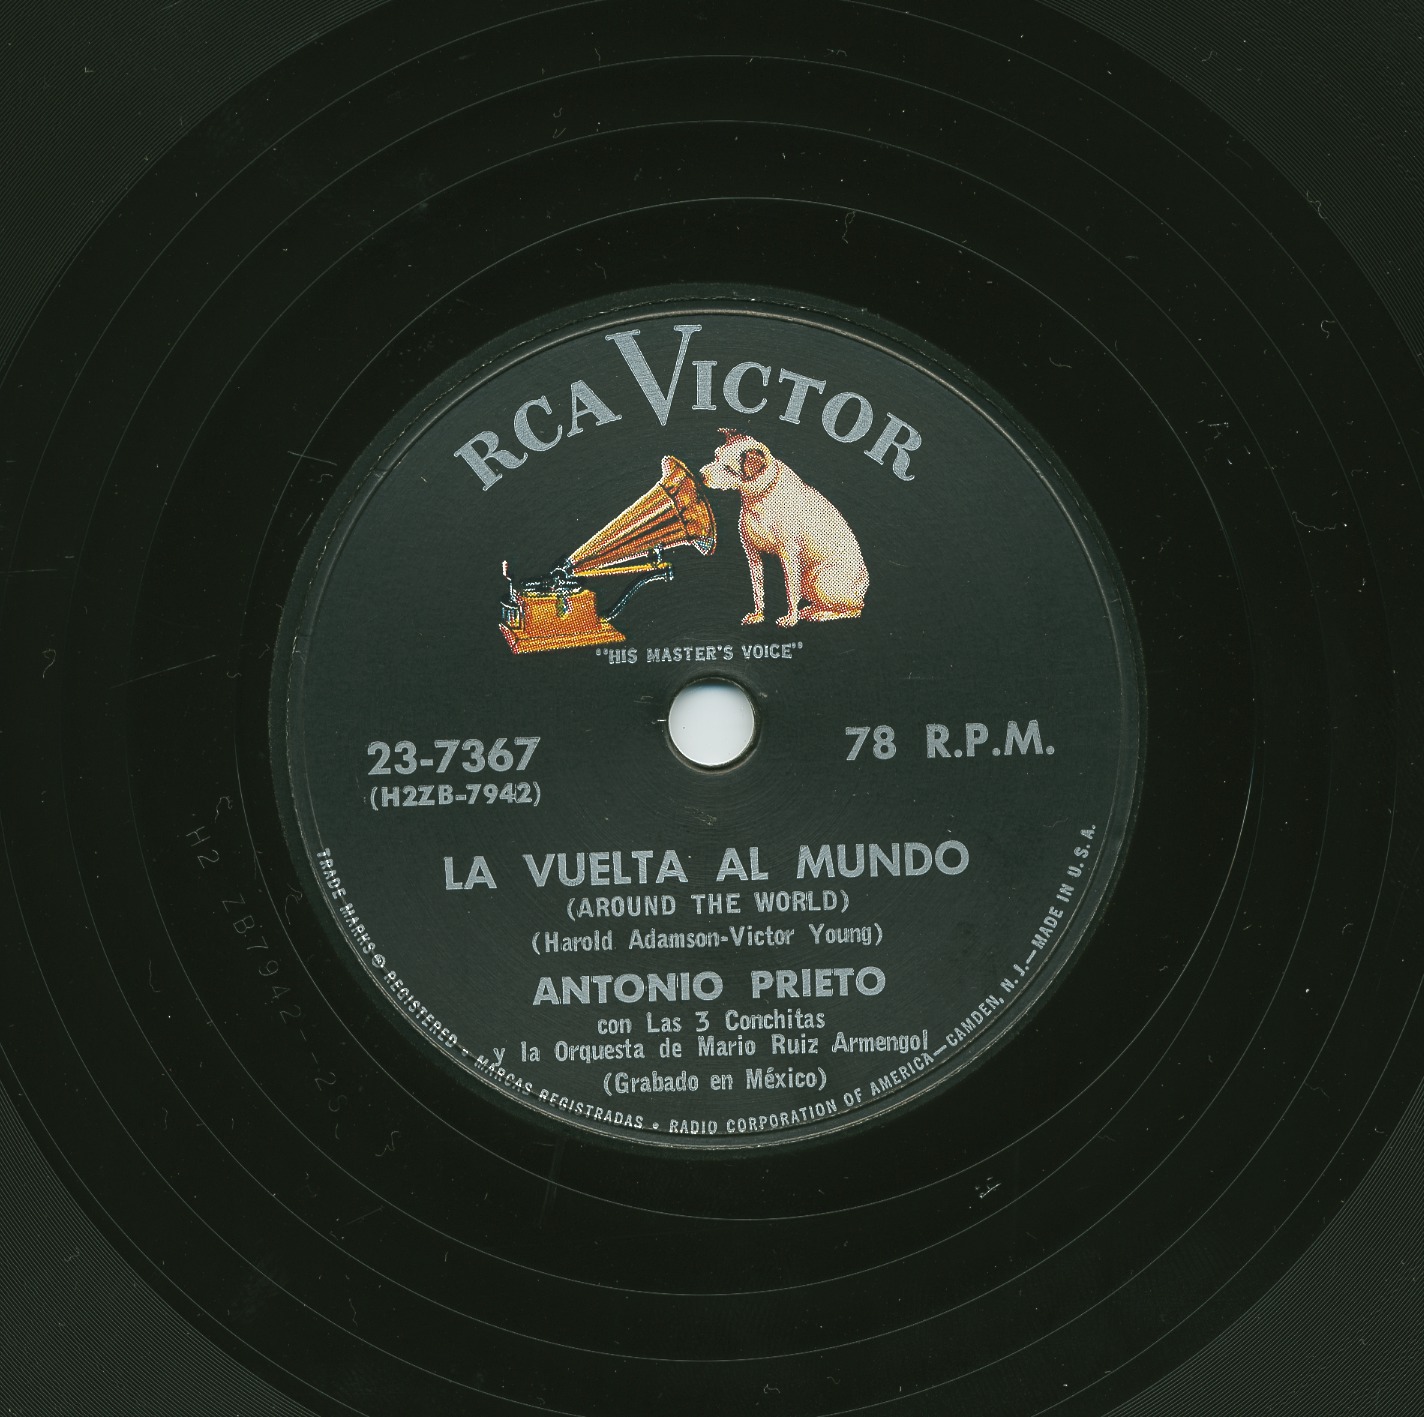 RCA VICTOR
"HIS MASTER'S VOICE"
23-7367
(H2ZB-7942)
78 R.P.M.
LA VUELTA AL MUNDO
(AROUND THE WORLD)
(Harold Adamson-Victor Young)
ANTONIO PRIETO
con Las 3 Conchitas
y la Orquesta de Mario Ruiz Armengol
(Grabado en México)
TRADE MARKS ® REGISTERED • MARCAS REGISTRADAS • RADIO CORPORATION OF AMERICA—CAMDEN, N. J.—MADE IN U. S. A.
H2 ZB7942--2S